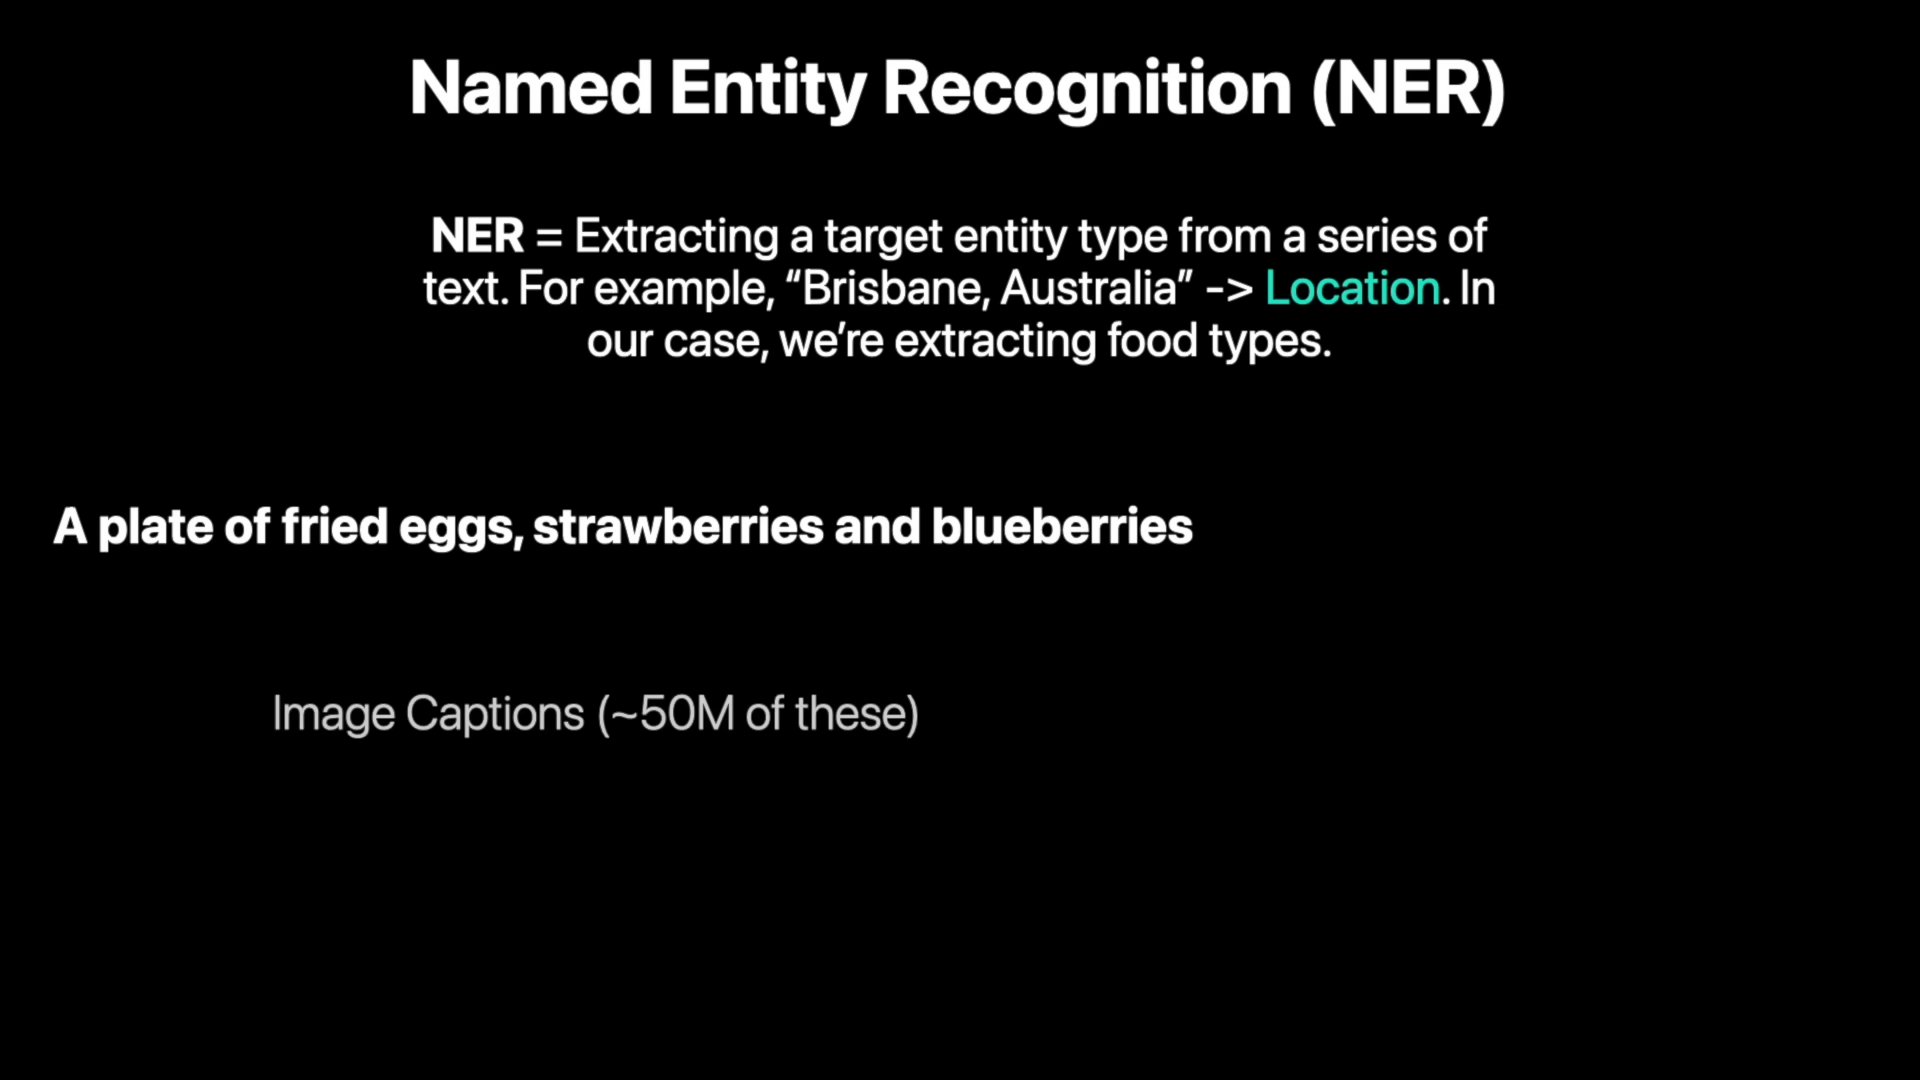 Named Entity Recognition (NER)
NER = Extracting a target entity type from a series of
text. For example, “Brisbane, Australia” -> Location. In
our case, we’re extracting food types.
A plate of fried eggs, strawberries and blueberries
Image Captions (~50M of these)